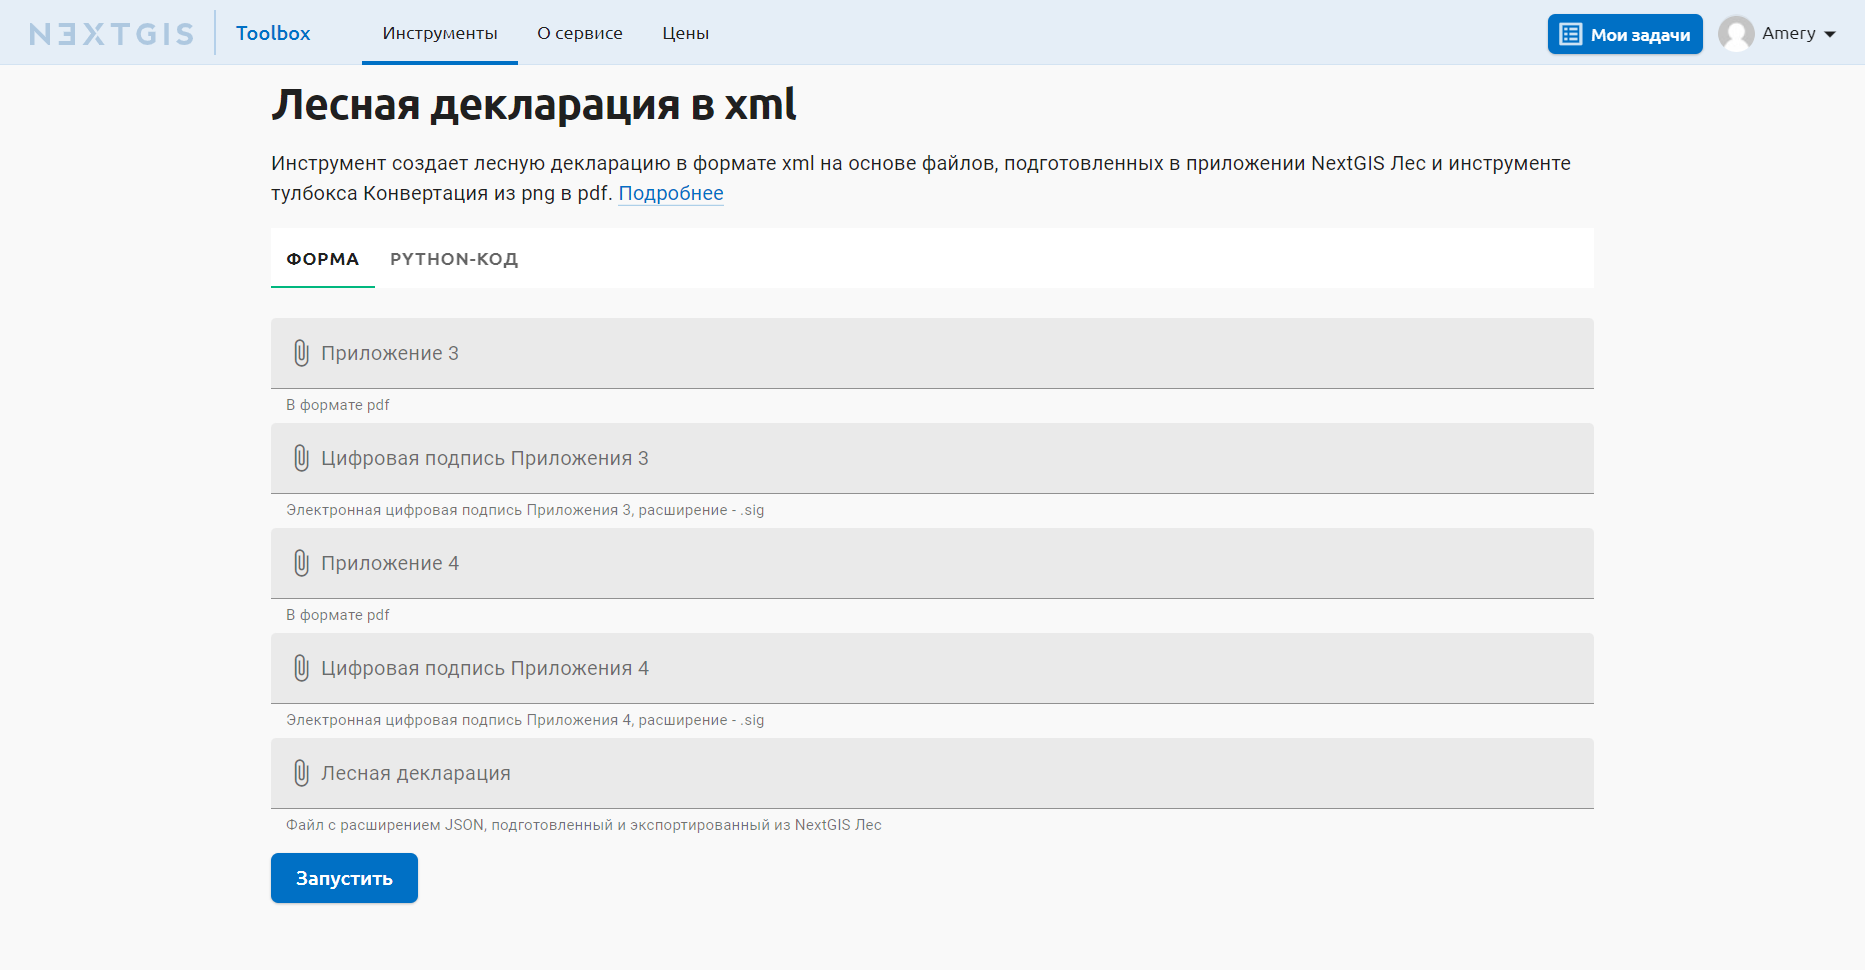 NEXTGIS Toolbox Инструменты О сервисе Цены Мои задачи Amery
Лесная декларация в xml
Инструмент создает лесную декларацию в формате xml на основе файлов, подготовленных в приложении NextGIS Лес и инструменте
тулбокса Конвертация из png в pdf. Подробнее
ФОРМА PYTHON-КОД
Приложение 3
В формате pdf
Цифровая подпись Приложения 3
Электронная цифровая подпись Приложения 3, расширение - .sig
Приложение 4
В формате pdf
Цифровая подпись Приложения 4
Электронная цифровая подпись Приложения 4, расширение - .sig
Лесная декларация
Файл с расширением JSON, подготовленный и экспортированный из NextGIS Лес
Запустить